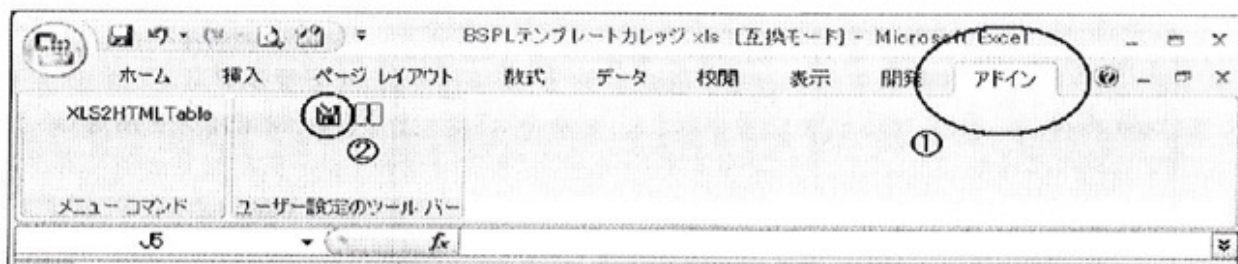 BSPLテンプレートカレッジ.xls [互換モード] - Microsoft Excel
ホーム 挿入 ページ レイアウト 数式 データ 校閲 表示 開発 アドイン
XLS2HTMLTable
② ①
メニュー コマンド ユーザー設定のツール バー
J5 fx